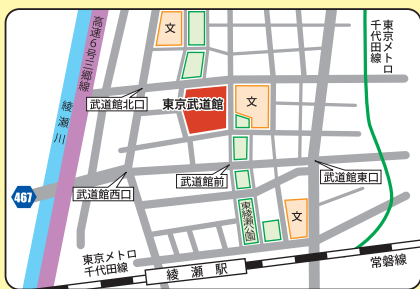 高速6号三郷線
綾瀬川
文
東京メトロ
千代田線
武道館北口
東京武道館
文
467
武道館西口
武道館前
武道館東口
東綾瀬公園
文
東京メトロ
千代田線
綾瀬駅
常磐線